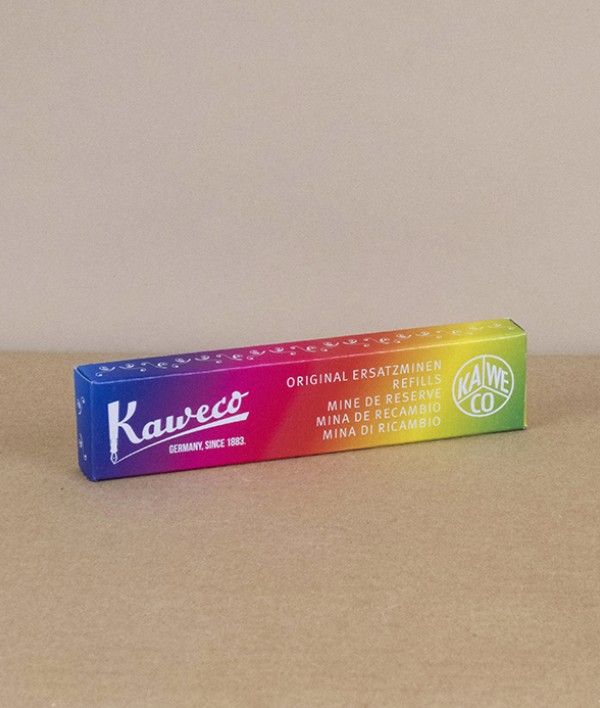 Kaweco
GERMANY, SINCE 1883.
ORIGINAL ERSATZMINEN
REFILLS
MINE DE RESERVE
MINA DE RECAMBIO
MINA DI RICAMBIO
KA WE
CO